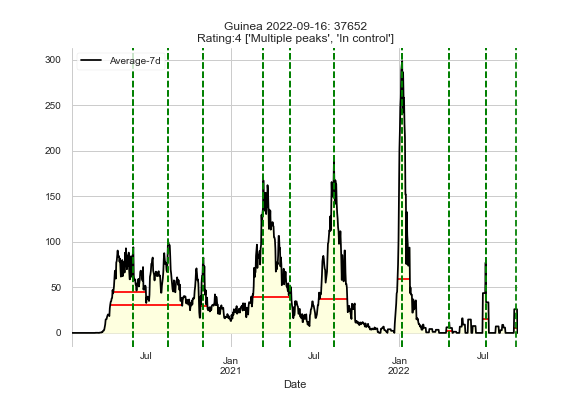 Guinea 2022-09-16: 37652
Rating:4 ['Multiple peaks', 'In control']
Average-7d
300
250
200
150
100
50
0
Jul
Jan
2021
Jul
Jan
2022
Jul
Date